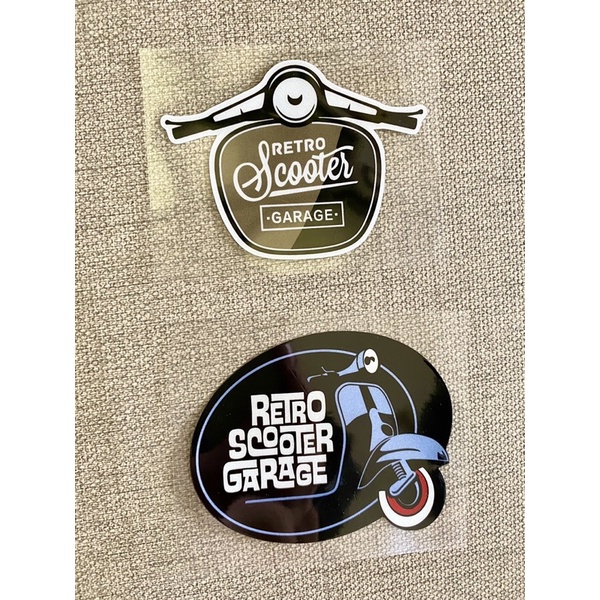 RETRO
Scooter
·GARAGE·
RETRO
SCOOTER
GARAGE